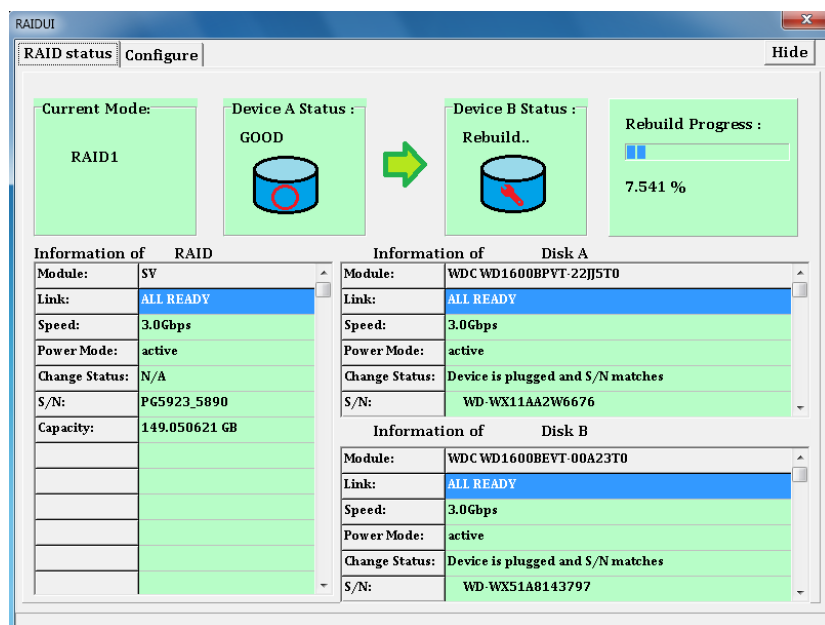 RAIDUI
RAID status Configure Hide
Current Mode:
RAID1
Device A Status :
GOOD
Device B Status :
Rebuild..
Rebuild Progress :
7.541 %
Information of RAID
Module: SV
Link: ALL READY
Speed: 3.0Gbps
Power Mode: active
Change Status: N/A
S/N: PG5923_5890
Capacity: 149.050621 GB
Information of Disk A
Module: WDC WD1600BPVT-22JJ5T0
Link: ALL READY
Speed: 3.0Gbps
Power Mode: active
Change Status: Device is plugged and S/N matches
S/N: WD-WX11AA2W6676
Information of Disk B
Module: WDC WD1600BEVT-00A23T0
Link: ALL READY
Speed: 3.0Gbps
Power Mode: active
Change Status: Device is plugged and S/N matches
S/N: WD-WX51A8143797